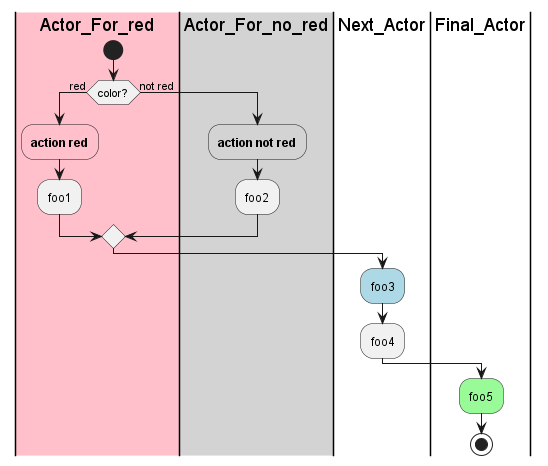 Actor_For_red
Actor_For_no_red
Next_Actor
Final_Actor
red
color?
not red
action red
action not red
foo1
foo2
foo3
foo4
foo5